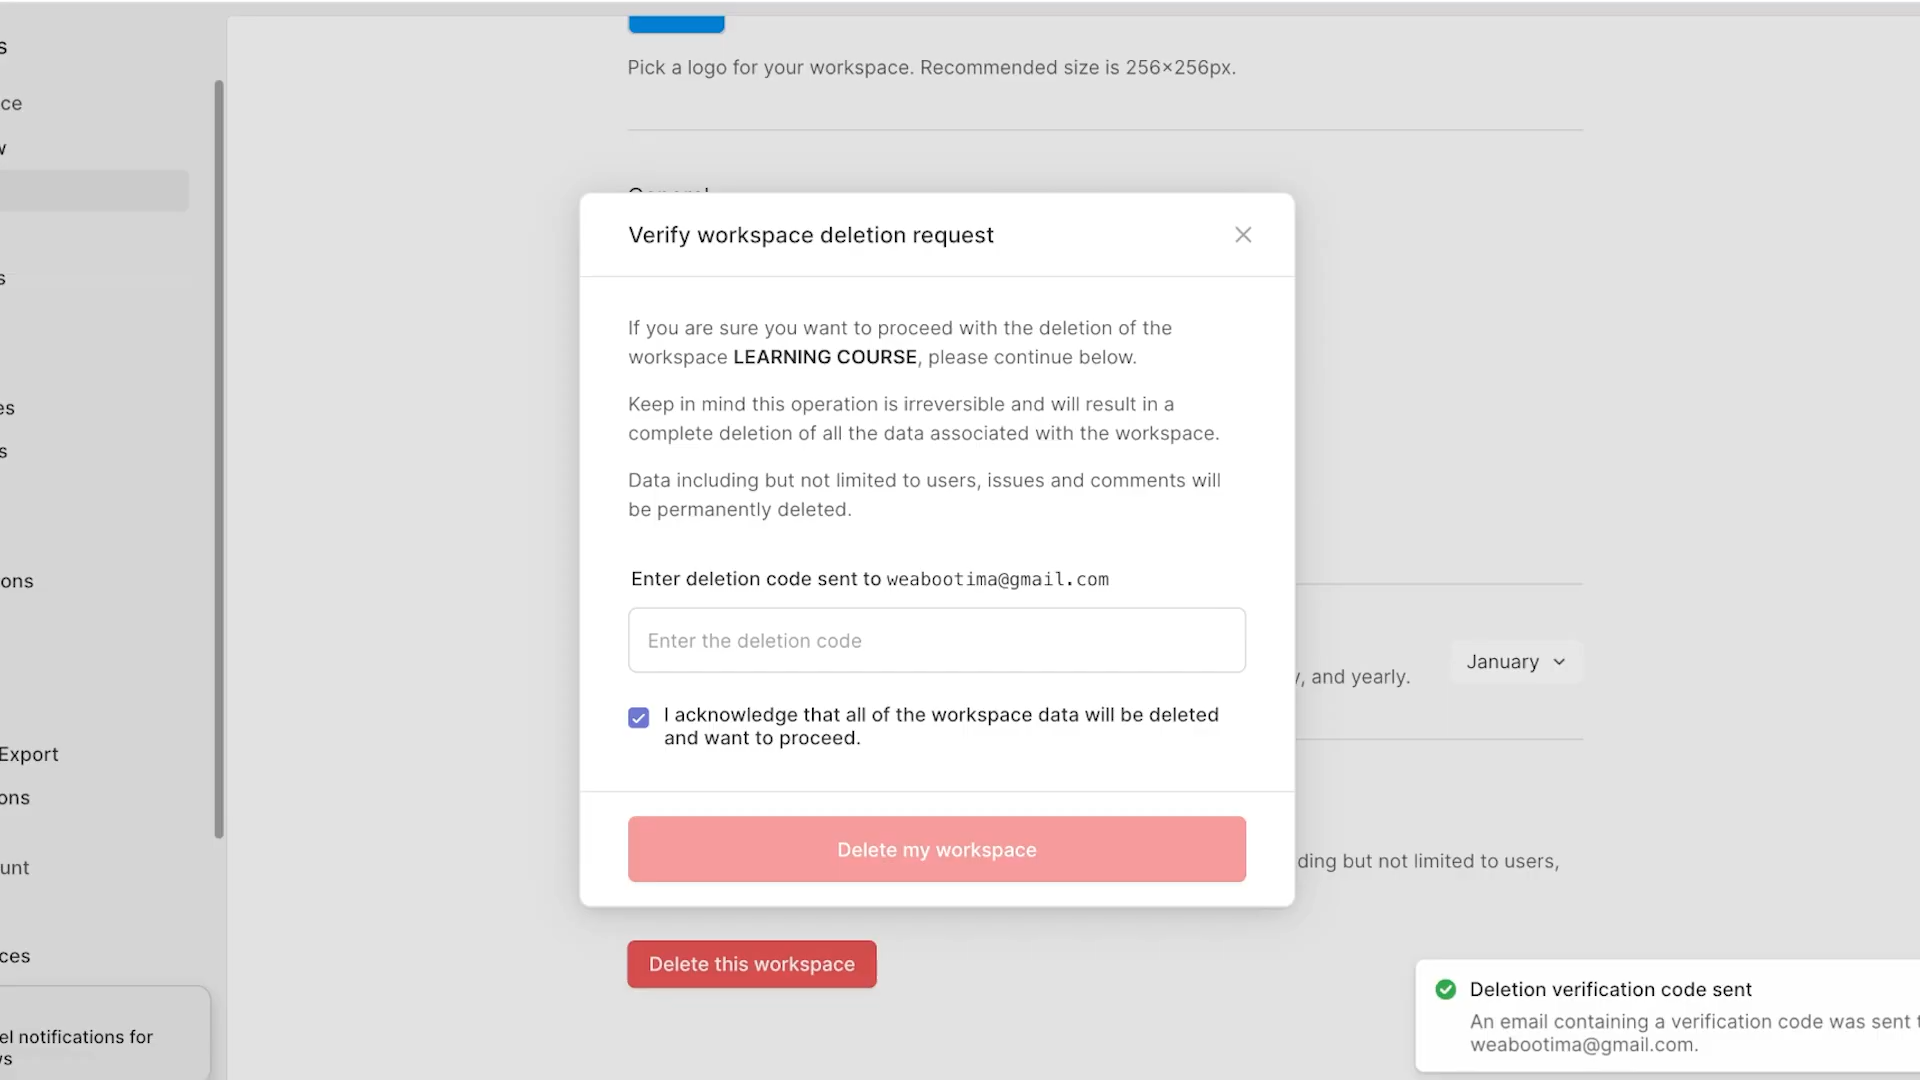 s
ce
w
s
es
s
ons
Export
ons
unt
ces
el notifications for
ws
Pick a logo for your workspace. Recommended size is 256×256px.
General
Verify workspace deletion request
If you are sure you want to proceed with the deletion of the
workspace LEARNING COURSE, please continue below.
Keep in mind this operation is irreversible and will result in a
complete deletion of all the data associated with the workspace.
Data including but not limited to users, issues and comments will
be permanently deleted.
Enter deletion code sent to weabootima@gmail.com
Enter the deletion code
I acknowledge that all of the workspace data will be deleted
and want to proceed.
Delete my workspace
y, and yearly.
January
ding but not limited to users,
Delete this workspace
Deletion verification code sent
An email containing a verification code was sent t
weabootima@gmail.com.